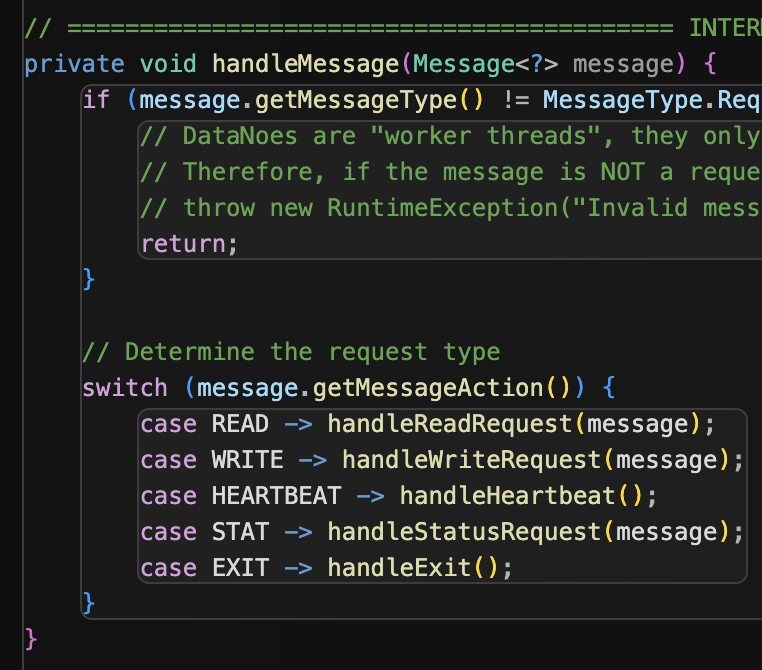 // ========================================== INTER
private void handleMessage(Message<?> message) {
if (message.getMessageType() != MessageType.Req
// DataNoes are "worker threads", they only
// Therefore, if the message is NOT a reque
// throw new RuntimeException("Invalid mess
return;
}
// Determine the request type
switch (message.getMessageAction()) {
case READ -> handleReadRequest(message);
case WRITE -> handleWriteRequest(message);
case HEARTBEAT -> handleHeartbeat();
case STAT -> handleStatusRequest(message);
case EXIT -> handleExit();
}
}